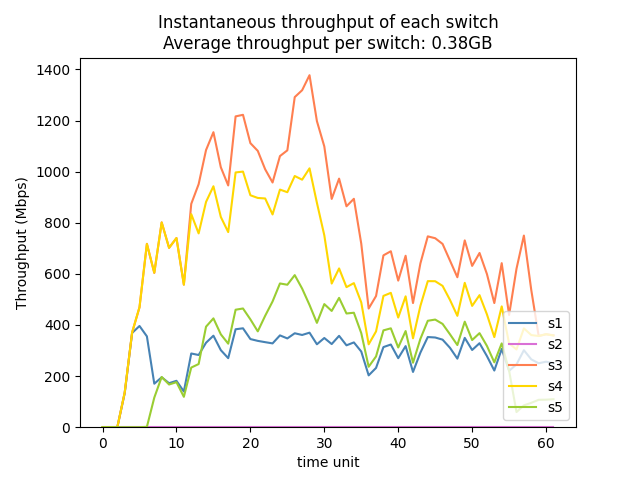 Instantaneous throughput of each switch
Average throughput per switch: 0.38GB
Throughput (Mbps)
1400
1200
1000
800
600
400
200
0
0 10 20 30 40 50 60
time unit
s1
s2
s3
s4
s5